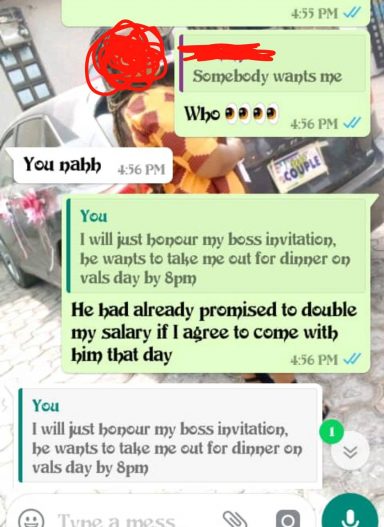 4:55 PM
Somebody wants me
Who 👀👀
4:56 PM
You nahh 4:56 PM
COUPLE
You
I will just honour my boss invitation,
he wants to take me out for dinner on
vals day by 8pm
He had already promised to double
my salary if I agree to come with
him that day
4:56 PM
You
I will just honour my boss invitation,
he wants to take me out for dinner on
vals day by 8pm
1
Type a mess